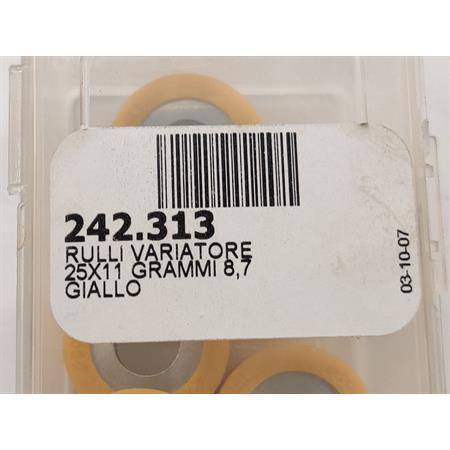 242.313
RULLI VARIATORE
25X11 GRAMMI 8,7
GIALLO
03-10-07